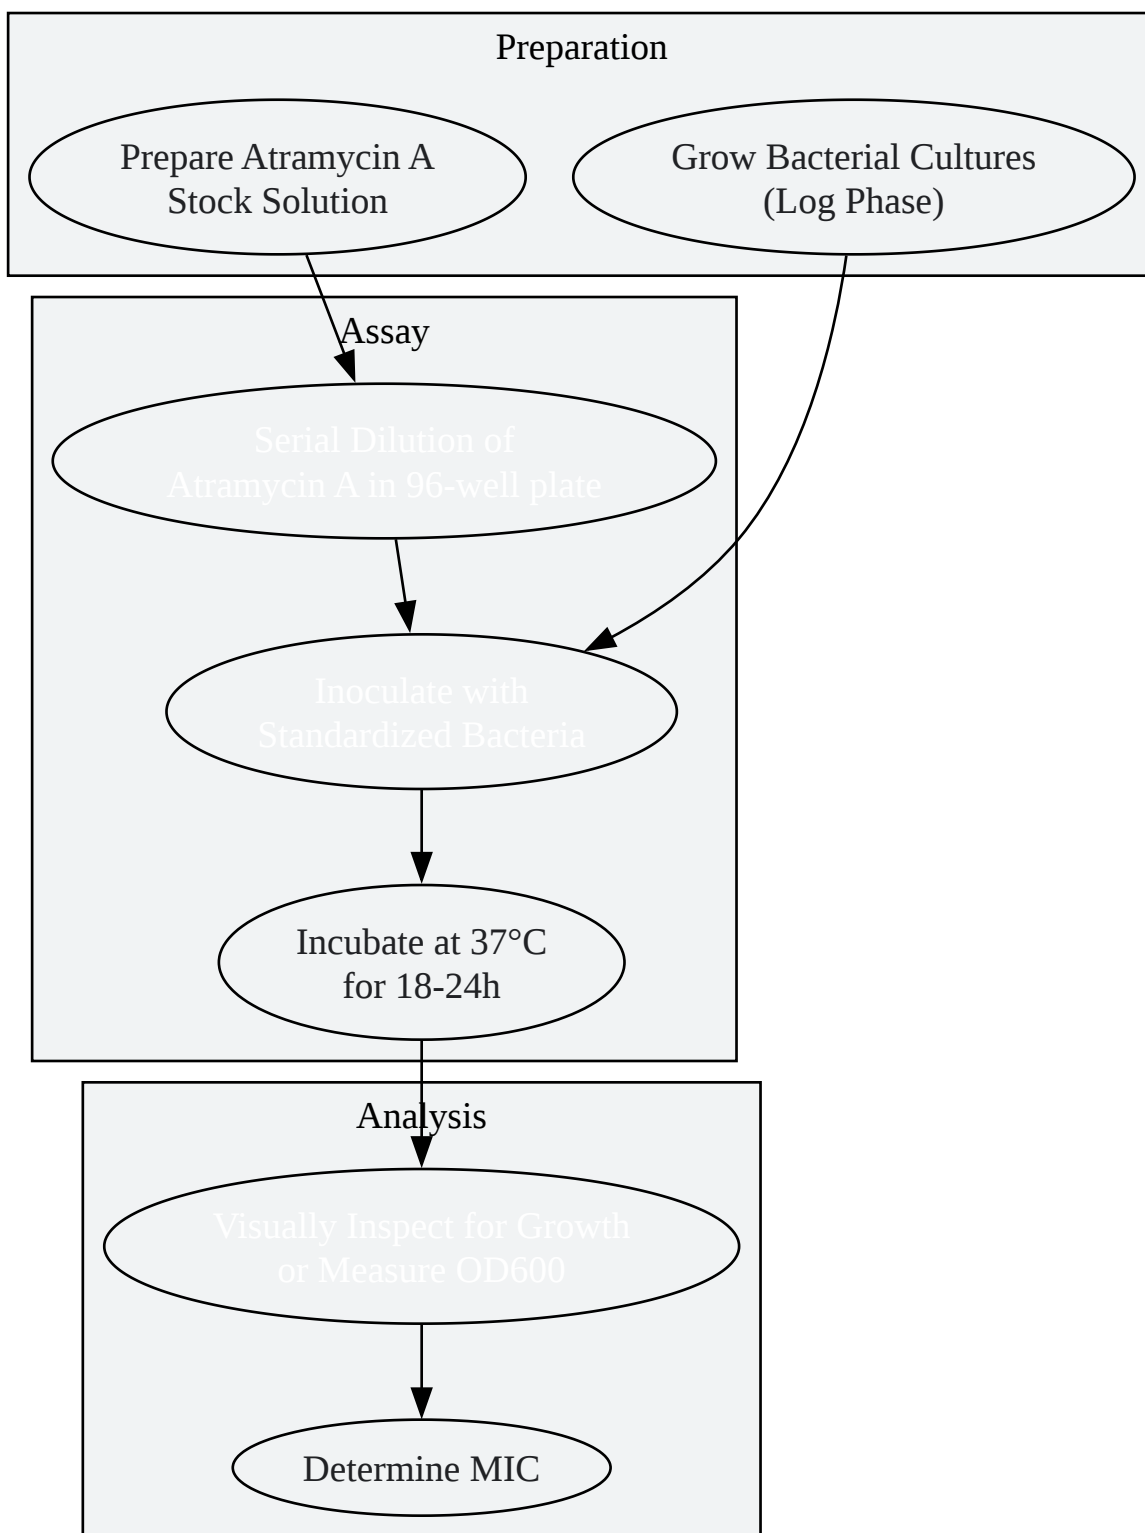 Preparation
Prepare Atramycin A
Stock Solution
Grow Bacterial Cultures
(Log Phase)
Assay
Serial Dilution of
Atramycin A in 96-well plate
Inoculate with
Standardized Bacteria
Incubate at 37°C
for 18-24h
Analysis
Visually Inspect for Growth
or Measure OD600
Determine MIC